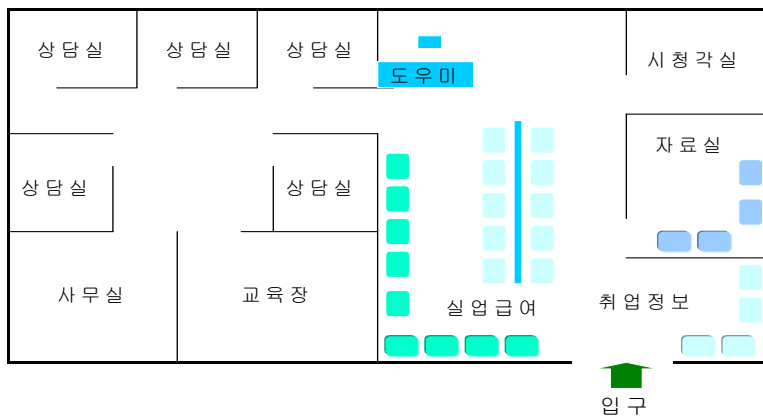 상담실
상담실
상담실
도우미
시청각실
자료실
상담실
상담실
사무실
교육장
실업급여
취업정보
입구